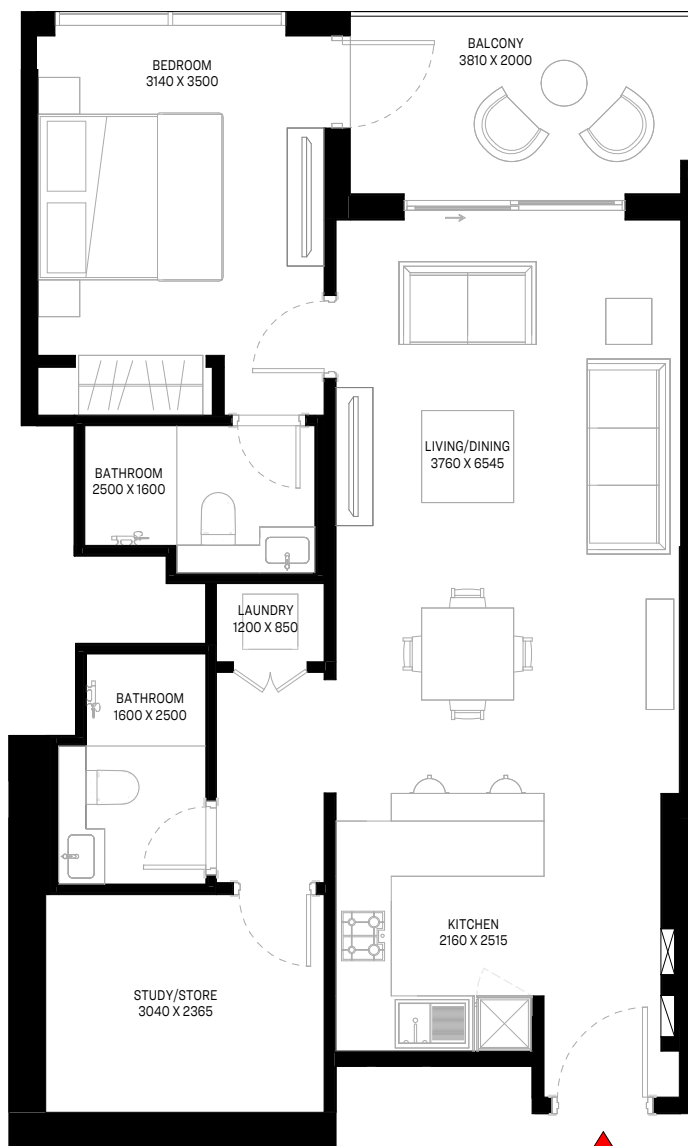 BEDROOM
3140 X 3500
BALCONY
3810 X 2000
LIVING/DINING
3760 X 6545
BATHROOM
2500 X 1600
LAUNDRY
1200 X 850
BATHROOM
1600 X 2500
KITCHEN
2160 X 2515
STUDY/STORE
3040 X 2365